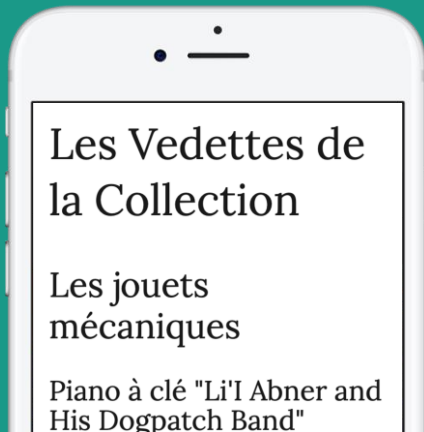 Les Vedettes de
la Collection
Les jouets
mécaniques
Piano à clé "Li'I Abner and
His Dogpatch Band"